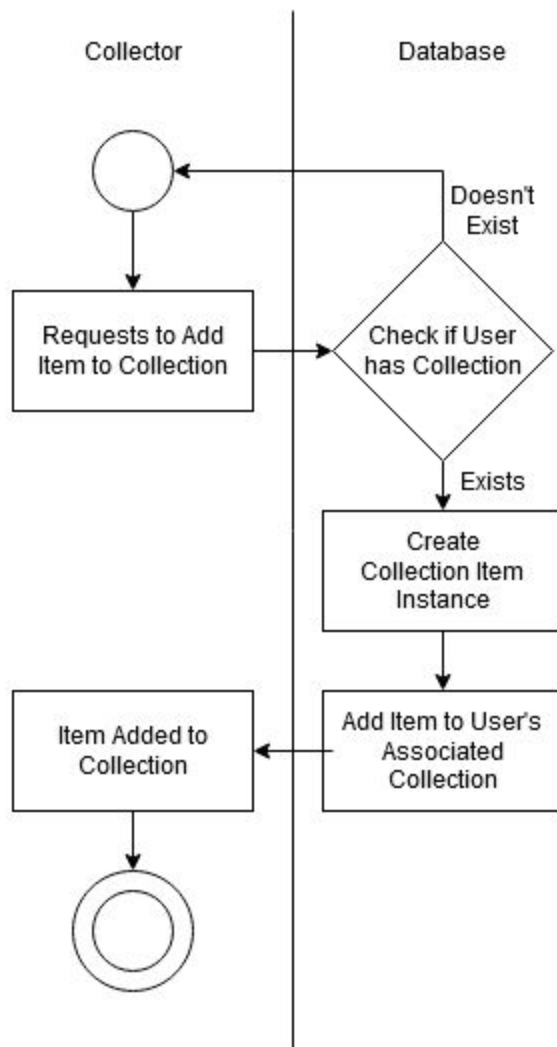 Collector
Database
Doesn't
Exist
Requests to Add
Item to Collection
Check if User
has Collection
Exists
Create
Collection Item
Instance
Item Added to
Collection
Add Item to User's
Associated
Collection